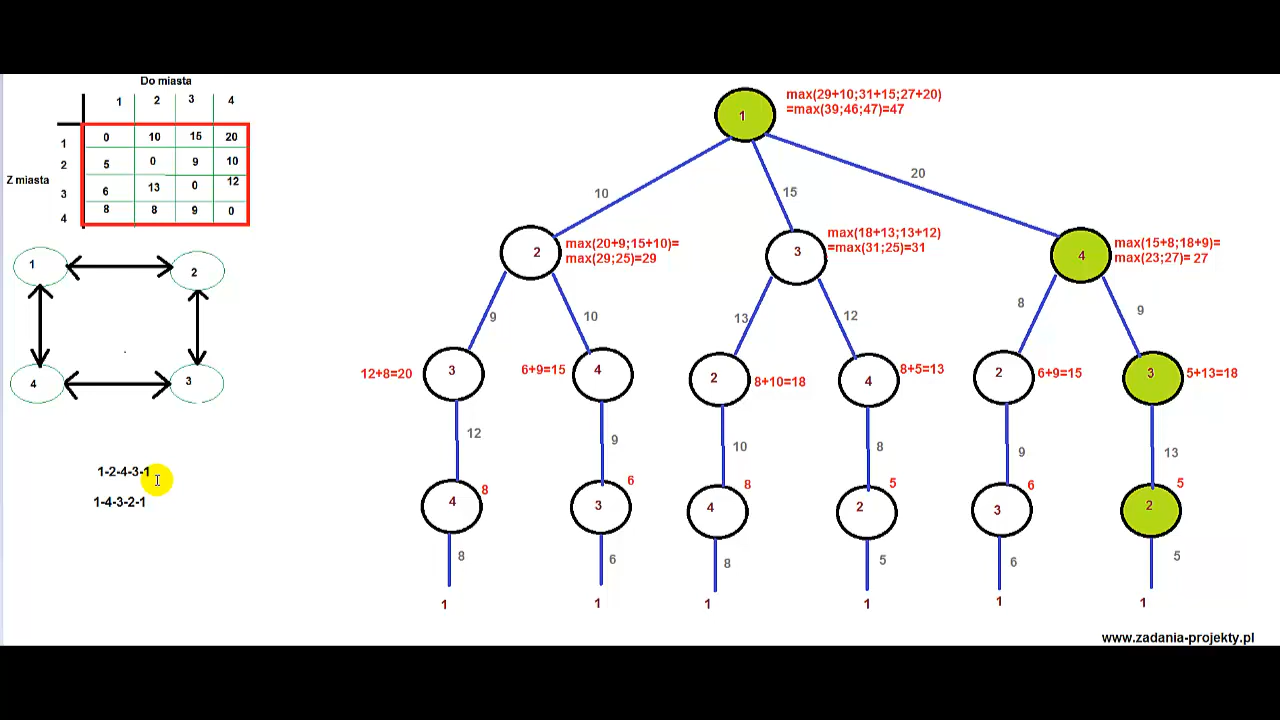 Do miasta
1 2 3 4
1 0 10 15 20
2 5 0 9 10
Z miasta
3 6 13 0 12
4 8 8 9 0
1 2
4 3
1-2-4-3-1
1-4-3-2-1
1
max(29+10;31+15;27+20)
=max(39;46;47)=47
10 15 20
2
max(20+9;15+10)=
max(29;25)=29
3
max(18+13;13+12)
=max(31;25)=31
4
max(15+8;18+9)=
max(23;27)= 27
9 10 13 12 8 9
12+8=20 3
6+9=15 4
2 8+10=18
4 8+5=13
2 6+9=15
3 5+13=18
12 9 10 8 9 13
4 8
3 6
4 8
2 5
3 6
2 5
8 6 8 5 6 5
1 1 1 1 1 1
www.zadania-projekty.pl